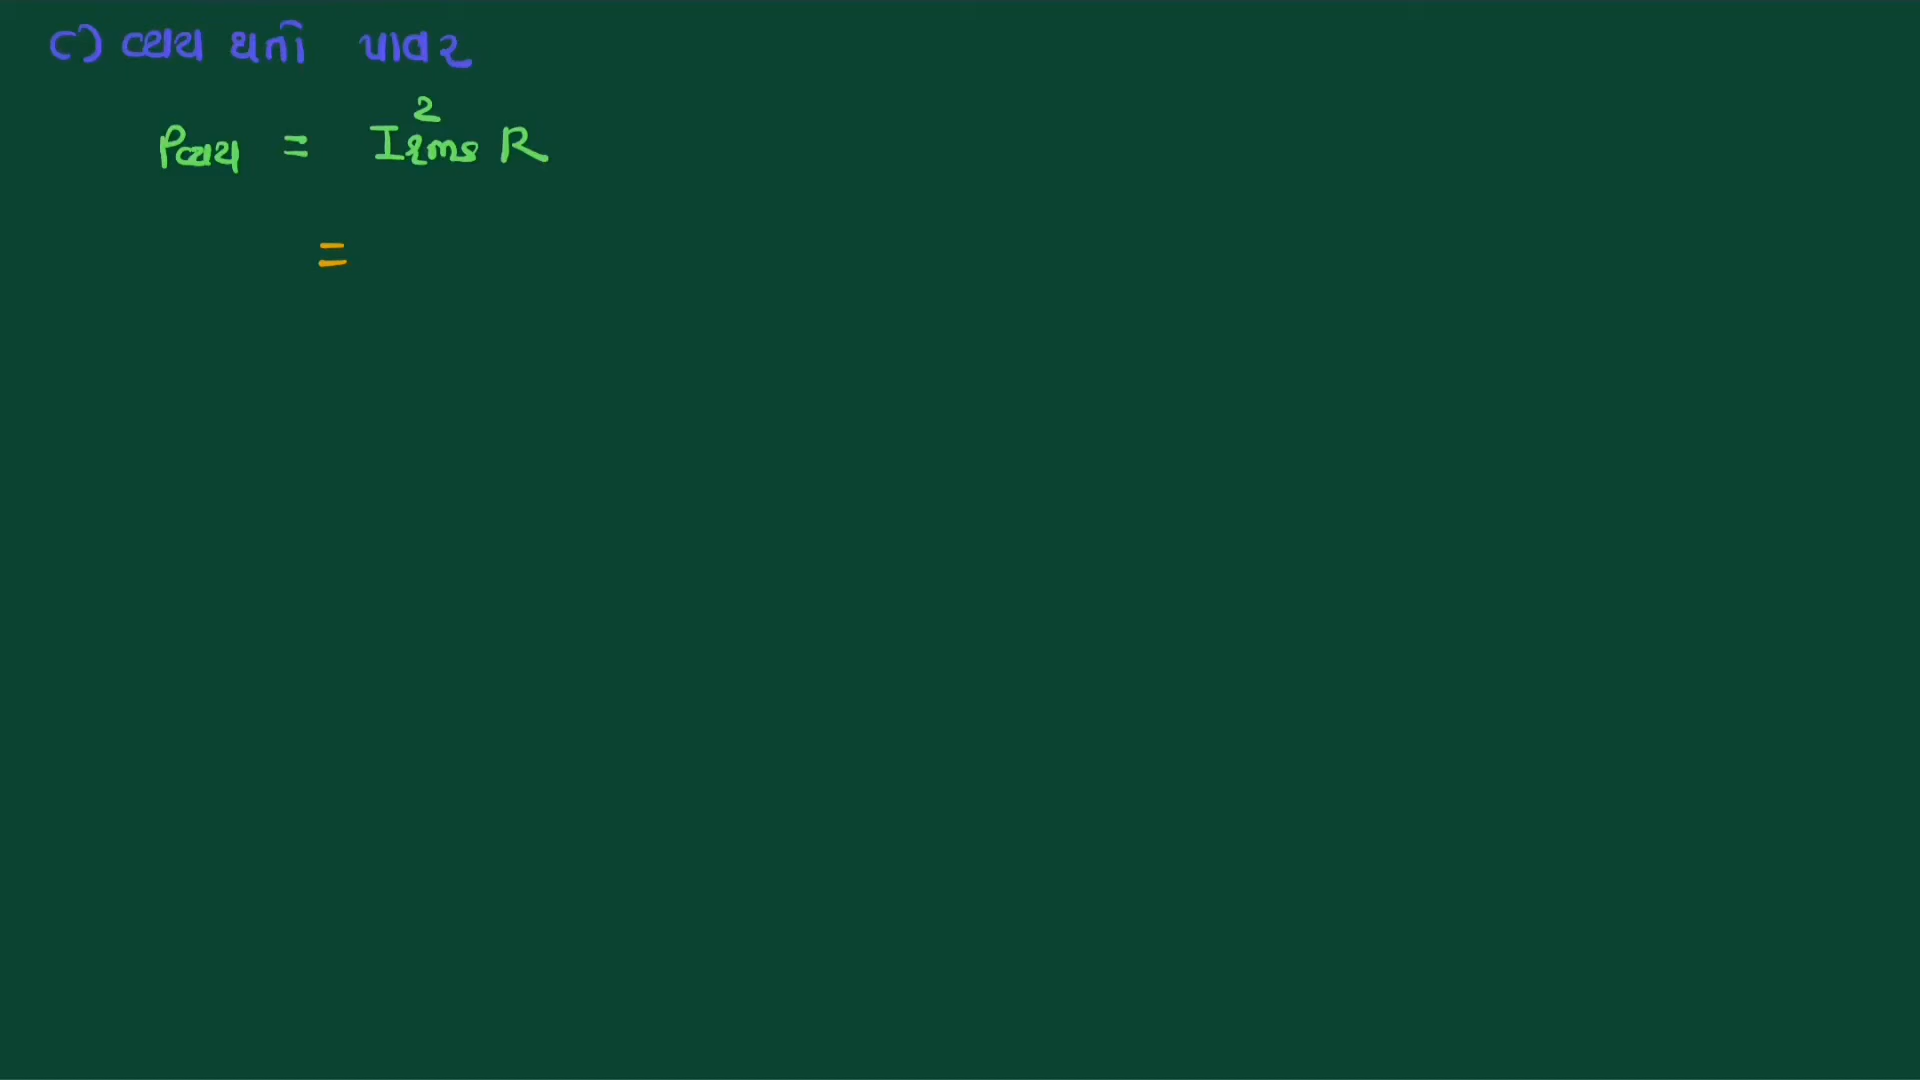 c) વ્યય થતો પાવર
Pવ્યય = I²rms R
=